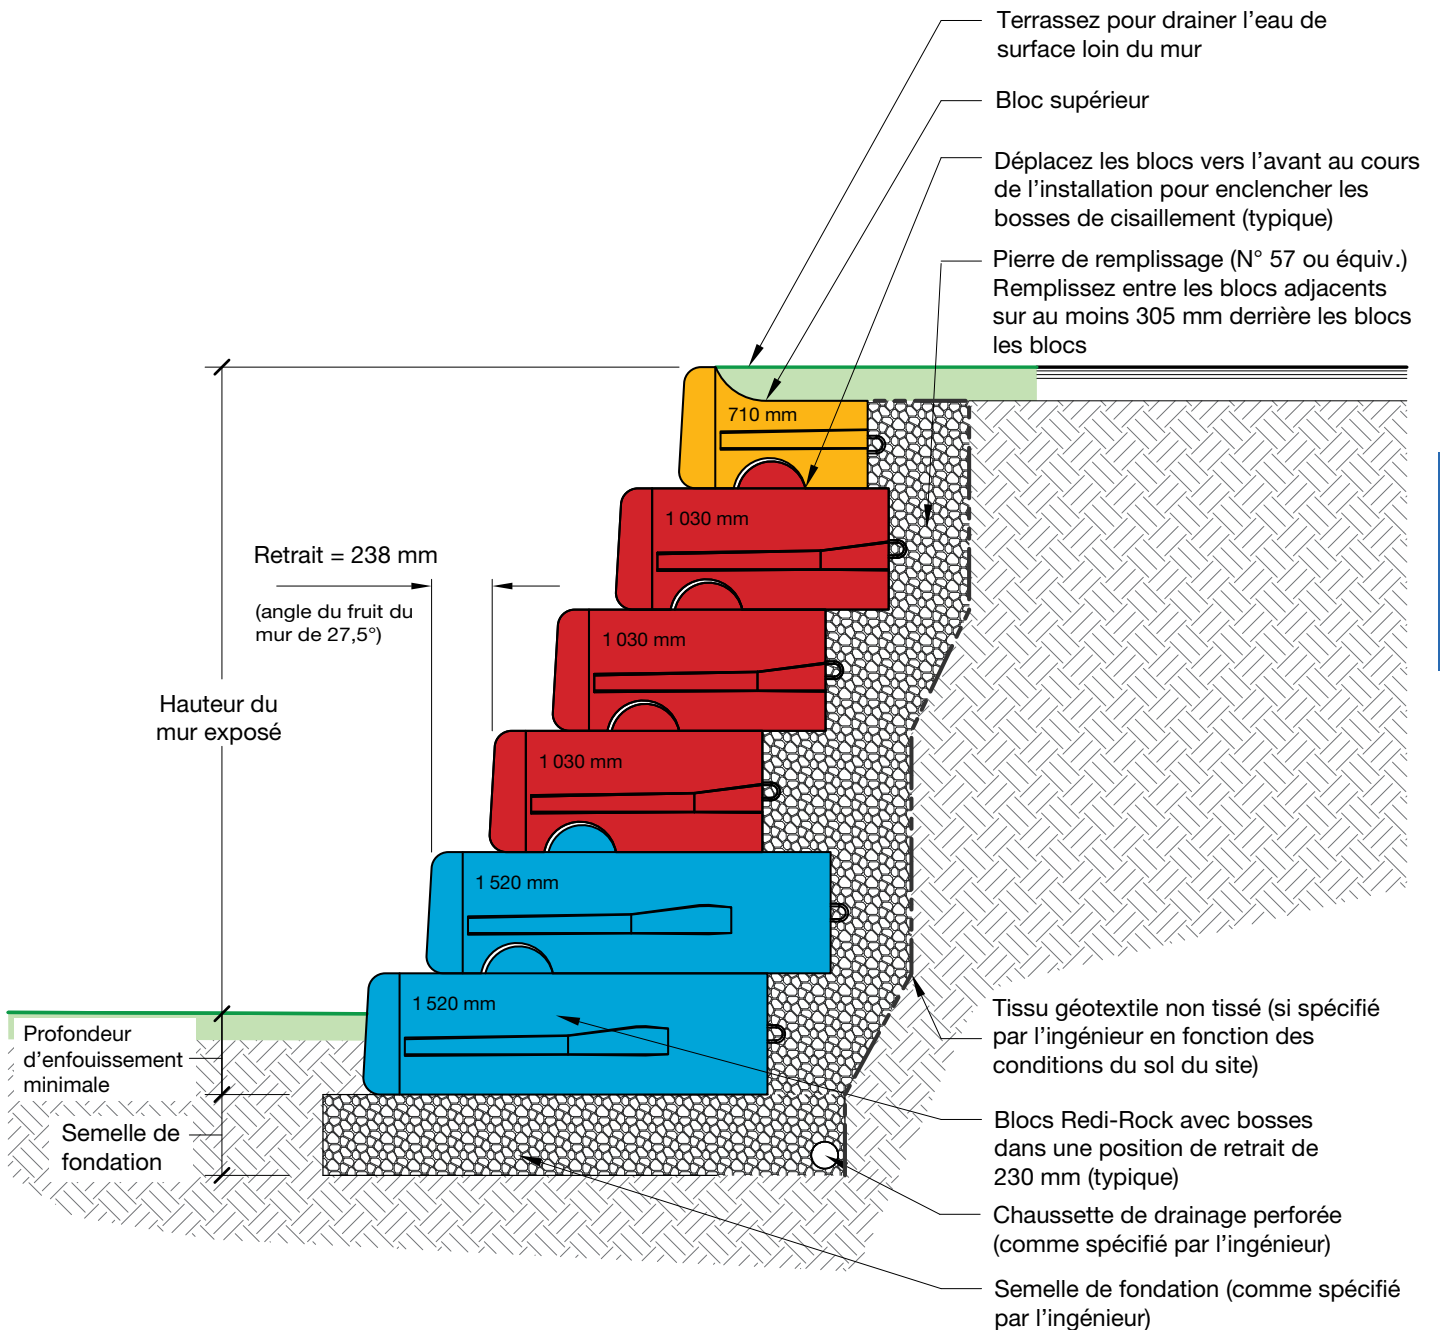 Terrassez pour drainer l’eau de
surface loin du mur
Bloc supérieur
Déplacez les blocs vers l’avant au cours
de l’installation pour enclencher les
bosses de cisaillement (typique)
Pierre de remplissage (N° 57 ou équiv.)
Remplissez entre les blocs adjacents
sur au moins 305 mm derrière les blocs
les blocs
710 mm
1 030 mm
Retrait = 238 mm
(angle du fruit du
mur de 27,5°)
1 030 mm
Hauteur du
mur exposé
1 030 mm
1 520 mm
1 520 mm
Profondeur
d’enfouissement
minimale
Semelle de
fondation
Tissu géotextile non tissé (si spécifié
par l’ingénieur en fonction des
conditions du sol du site)
Blocs Redi-Rock avec bosses
dans une position de retrait de
230 mm (typique)
Chaussette de drainage perforée
(comme spécifié par l’ingénieur)
Semelle de fondation (comme spécifié
par l’ingénieur)